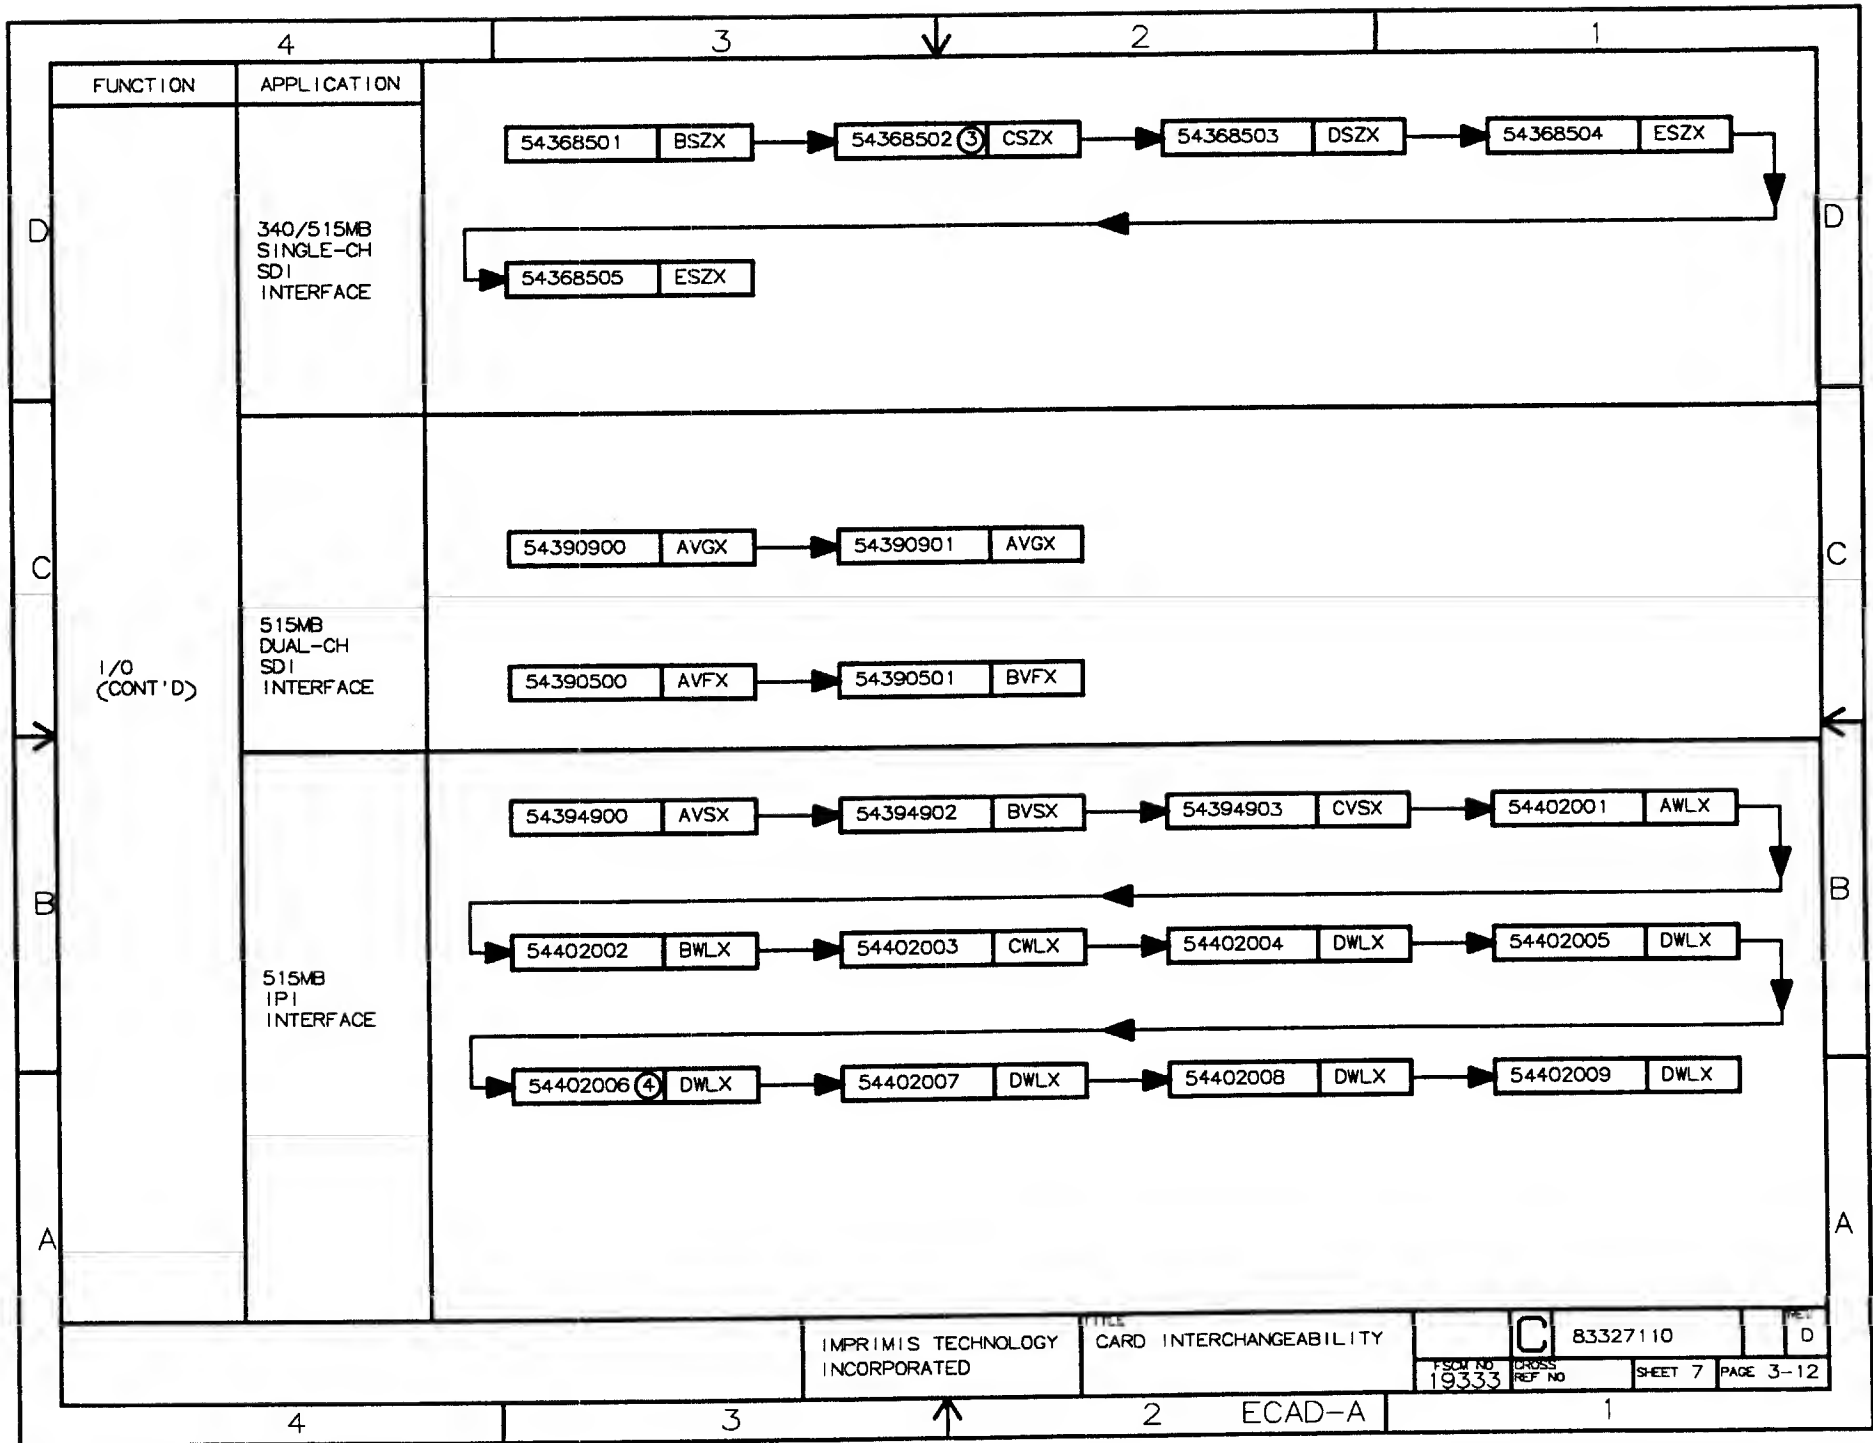 4 3 2 1
FUNCTION APPLICATION
54368501 BSZX 54368502 3 CSZX 54368503 DSZX 54368504 ESZX
D D
340/515MB
SINGLE-CH
SDI
INTERFACE
54368505 ESZX
54390900 AVGX 54390901 AVGX
C C
515MB
DUAL-CH
SDI
INTERFACE
I/O
(CONT'D)
54390500 AVFX 54390501 BVFX
54394900 AVSX 54394902 BVSX 54394903 CVSX 54402001 AWLX
B B
54402002 BWLX 54402003 CWLX 54402004 DWLX 54402005 DWLX
515MB
IPI
INTERFACE
54402006 4 DWLX 54402007 DWLX 54402008 DWLX 54402009 DWLX
A A
IMPRIMIS TECHNOLOGY
INCORPORATED
TITLE
CARD INTERCHANGEABILITY
C 83327110
REV
D
FSCM NO
19333
CROSS
REF NO
SHEET 7 PAGE 3-12
4 3 2 ECAD-A 1